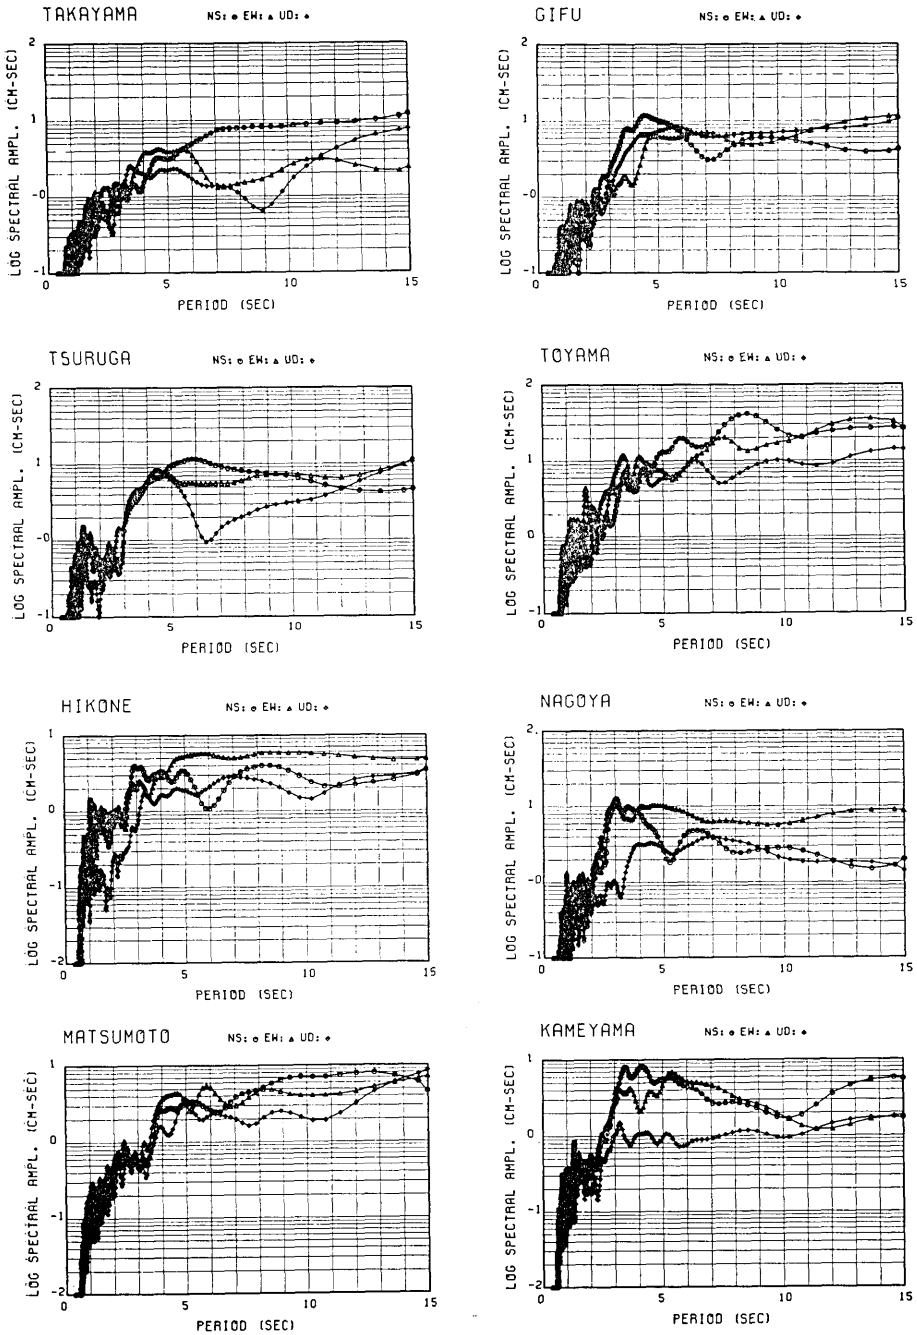 TAKAYAMA NS: o EW: ▵ UD: ⋄
LOG SPECTRAL AMPL. (CM-SEC)
2
1
-0
-1
0 5 10 15
PERIOD (SEC)
GIFU NS: o EW: ▵ UD: ⋄
LOG SPECTRAL AMPL. (CM-SEC)
2
1
-0
-1
0 5 10 15
PERIOD (SEC)
TSURUGA NS: o EW: ▵ UD: ⋄
LOG SPECTRAL AMPL. (CM-SEC)
2
1
-0
-1
0 5 10 15
PERIOD (SEC)
TOYAMA NS: o EW: ▵ UD: ⋄
LOG SPECTRAL AMPL. (CM-SEC)
2
1
0
-1
0 5 10 15
PERIOD (SEC)
HIKONE NS: o EW: ▵ UD: ⋄
LOG SPECTRAL AMPL. (CM-SEC)
1
0
-1
-2
0 5 10 15
PERIOD (SEC)
NAGOYA NS: o EW: ▵ UD: ⋄
LOG SPECTRAL AMPL. (CM-SEC)
2.
1
-0
-1
0 5 10 15
PERIOD (SEC)
MATSUMOTO NS: o EW: ▵ UD: ⋄
LOG SPECTRAL AMPL. (CM-SEC)
1
0
-1
-2
0 5 10 15
PERIOD (SEC)
KAMEYAMA NS: o EW: ▵ UD: ⋄
LOG SPECTRAL AMPL. (CM-SEC)
1
0
-1
-2
0 5 10 15
PERIOD (SEC)